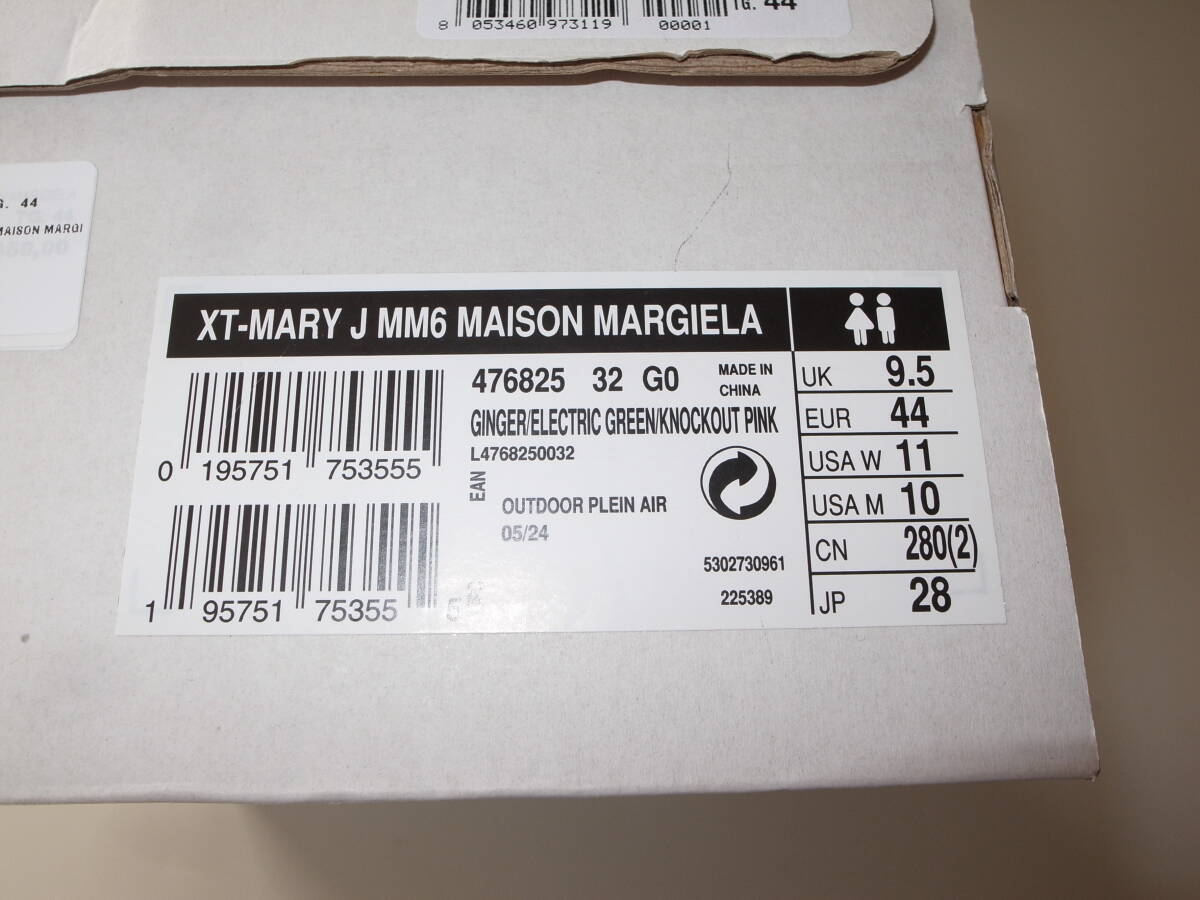 TG. 44
8 053460 973119 00001
G. 44
MAISON MARGI
XT-MARY J MM6 MAISON MARGIELA
476825 32 G0
MADE IN
CHINA
GINGER/ELECTRIC GREEN/KNOCKOUT PINK
L4768250032
EAN
OUTDOOR PLEIN AIR
05/24
0 195751 753555
1 95751 75355 5
5302730961
225389
UK 9.5
EUR 44
USA W 11
USA M 10
CN 280(2)
JP 28